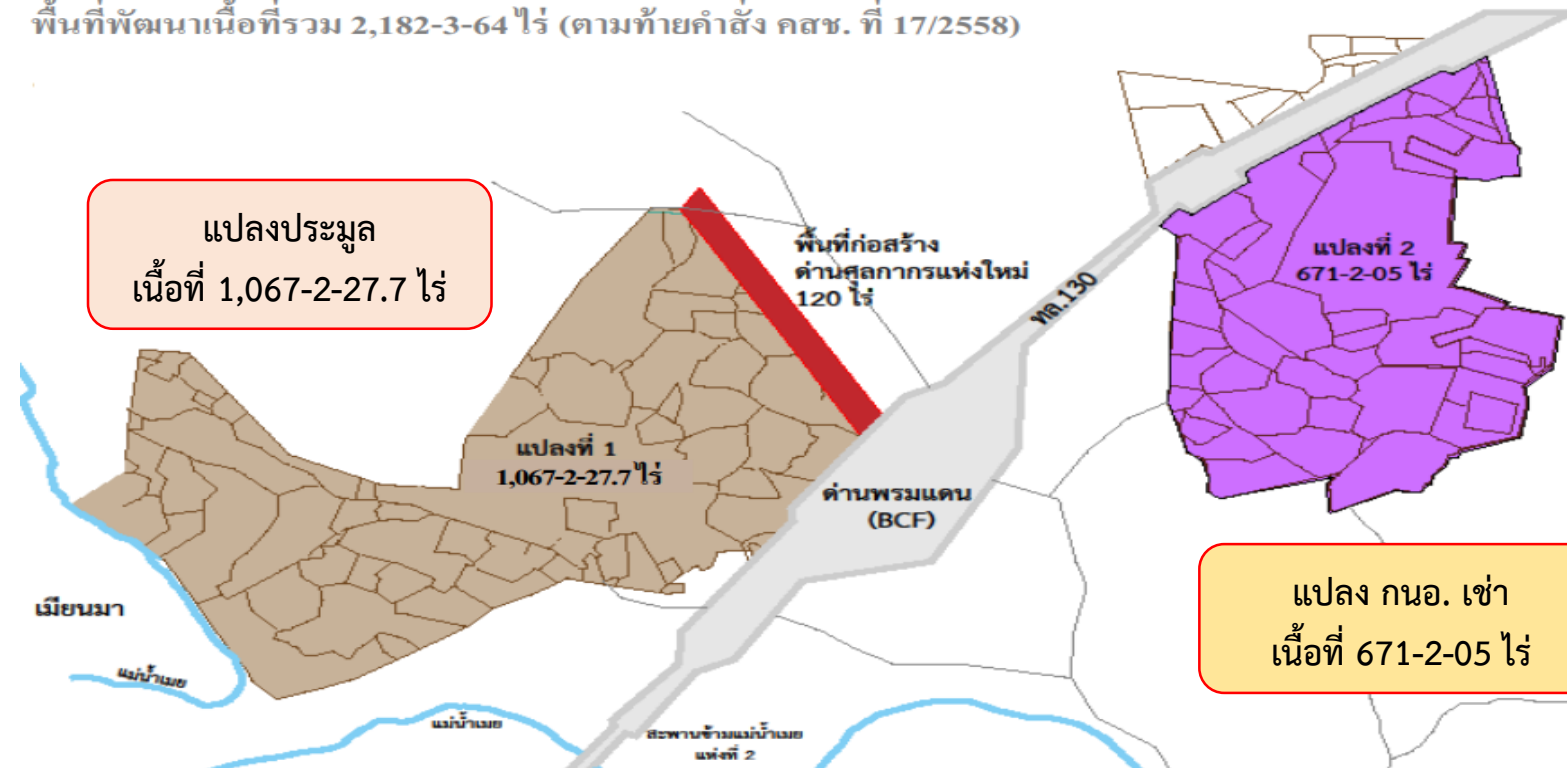 พื้นที่พัฒนาเนื้อที่รวม 2,182-3-64 ไร่ (ตามท้ายคำสั่ง คสช. ที่ 17/2558)
แปลงประมูล
เนื้อที่ 1,067-2-27.7 ไร่
พื้นที่ก่อสร้าง
ด่านศุลกากรแห่งใหม่
120 ไร่
ทล.130
แปลงที่ 2
671-2-05 ไร่
แปลงที่ 1
1,067-2-27.7 ไร่
ด่านพรมแดน
(BCF)
แปลง กนอ. เช่า
เนื้อที่ 671-2-05 ไร่
เมียนมา
แม่น้ำเมย
แม่น้ำเมย
สะพานข้ามแม่น้ำเมย
แห่งที่ 2